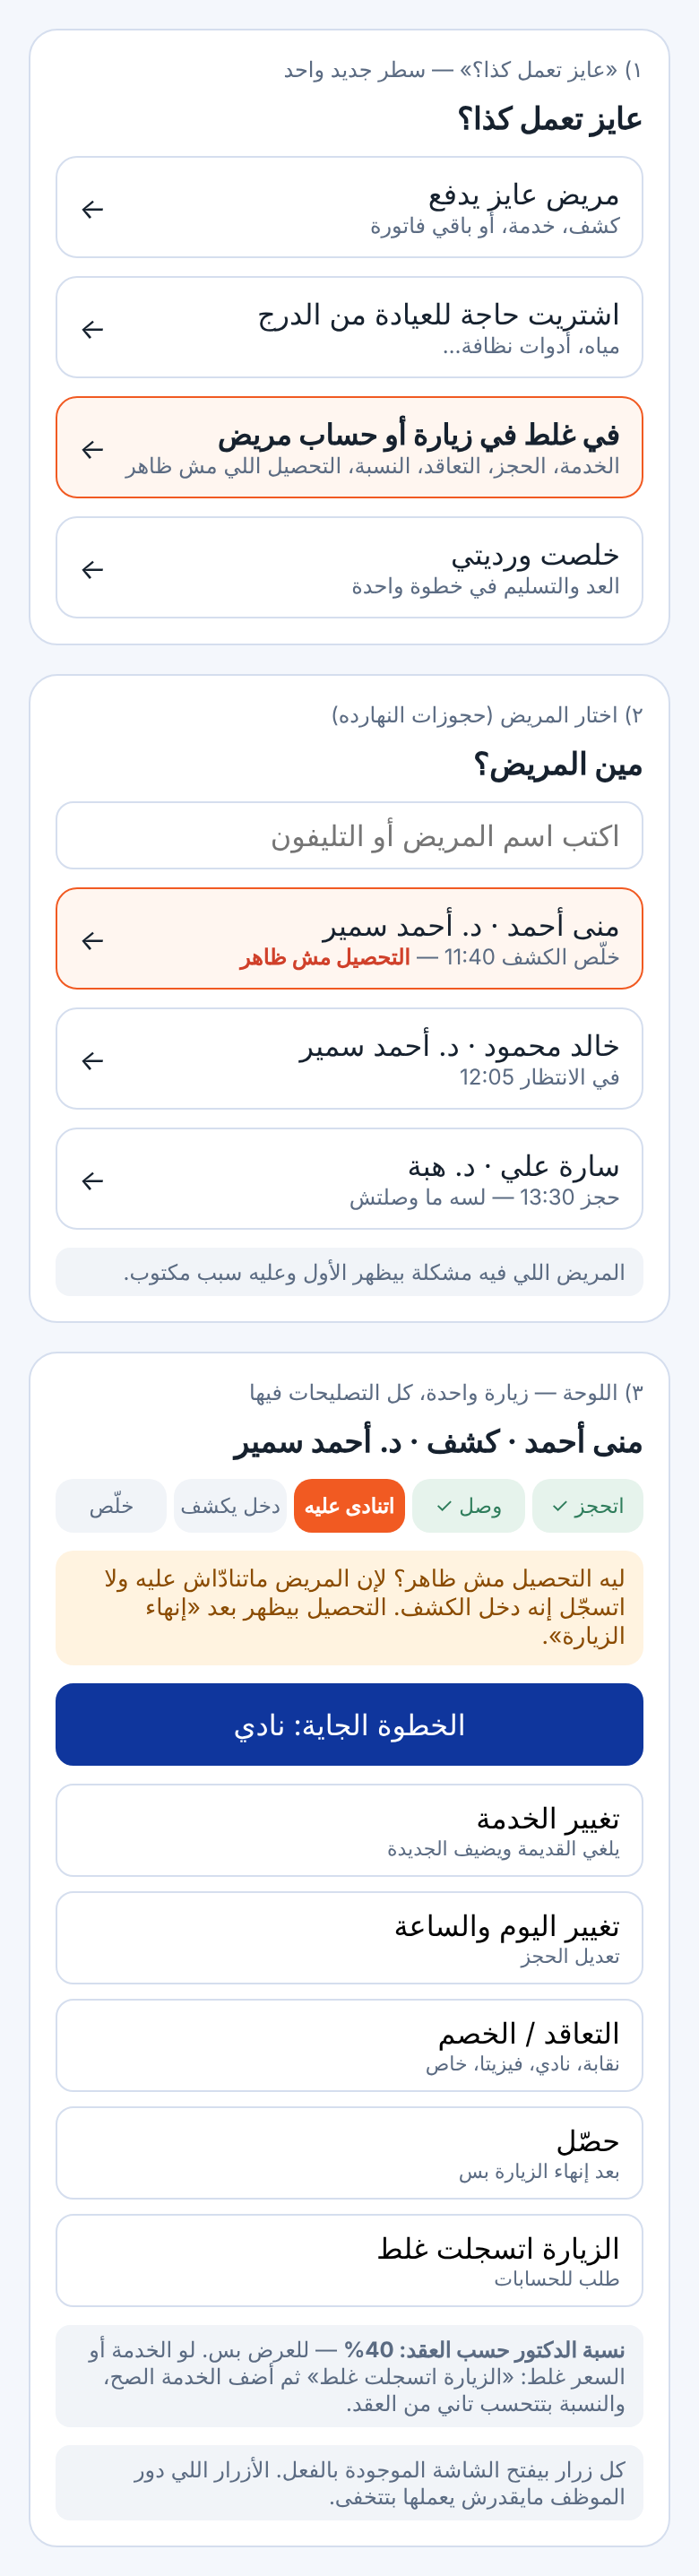 ١) «عايز تعمل كذا؟» — سطر جديد واحد
عايز تعمل كذا؟
مريض عايز يدفع
كشف، خدمة، أو باقي فاتورة
←
اشتريت حاجة للعيادة من الدرج
مياه، أدوات نظافة...
←
في غلط في زيارة أو حساب مريض
الخدمة، الحجز، التعاقد، النسبة، التحصيل اللي مش ظاهر
←
خلصت ورديتي
العد والتسليم في خطوة واحدة
←
٢) اختار المريض (حجوزات النهارده)
مين المريض؟
اكتب اسم المريض أو التليفون
منى أحمد · د. أحمد سمير
خلّص الكشف 11:40 — التحصيل مش ظاهر
←
خالد محمود · د. أحمد سمير
في الانتظار 12:05
←
سارة علي · د. هبة
حجز 13:30 — لسه ما وصلتش
←
المريض اللي فيه مشكلة بيظهر الأول وعليه سبب مكتوب.
٣) اللوحة — زيارة واحدة، كل التصليحات فيها
منى أحمد · كشف · د. أحمد سمير
اتحجز ✓
وصل ✓
اتنادى عليه
دخل يكشف
خلّص
ليه التحصيل مش ظاهر؟ لإن المريض ماتنادّاش عليه ولا
اتسجّل إنه دخل الكشف. التحصيل بيظهر بعد «إنهاء
الزيارة».
الخطوة الجاية: نادي
تغيير الخدمة
يلغي القديمة ويضيف الجديدة
تغيير اليوم والساعة
تعديل الحجز
التعاقد / الخصم
نقابة، نادي، فيزيتا، خاص
حصّل
بعد إنهاء الزيارة بس
الزيارة اتسجلت غلط
طلب للحسابات
نسبة الدكتور حسب العقد: 40% — للعرض بس. لو الخدمة أو
السعر غلط: «الزيارة اتسجلت غلط» ثم أضف الخدمة الصح،
والنسبة بتتحسب تاني من العقد.
كل زرار بيفتح الشاشة الموجودة بالفعل. الأزرار اللي دور
الموظف مايقدرش يعملها بتتخفى.